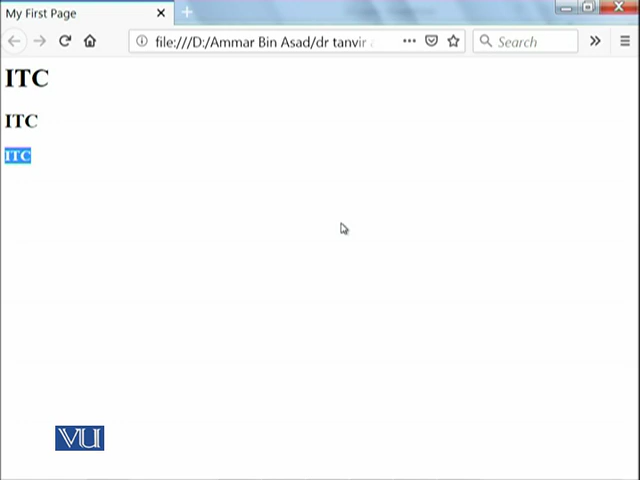 My First Page
file:///D:/Ammar Bin Asad/dr tanvir
Search
ITC
ITC
ITC
VU